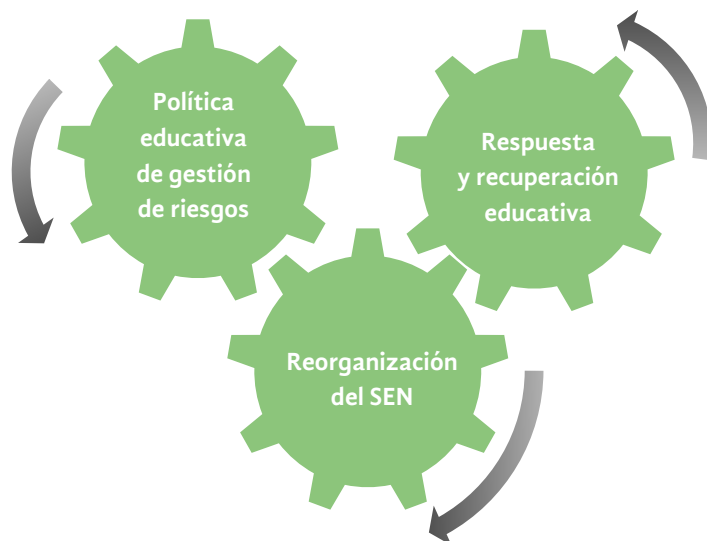 Política
educativa
de gestión
de riesgos
Respuesta
y recuperación
educativa
Reorganización
del SEN